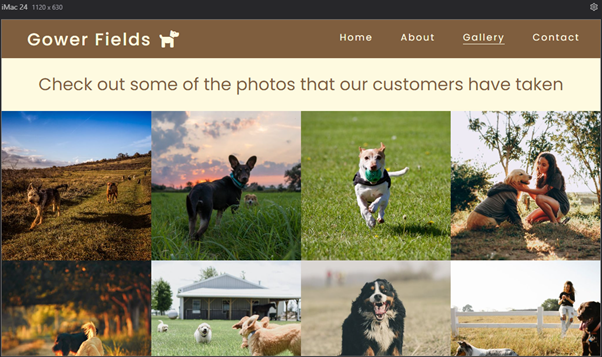 iMac 24 1120 x 630
Gower Fields Home About Gallery Contact
Check out some of the photos that our customers have taken